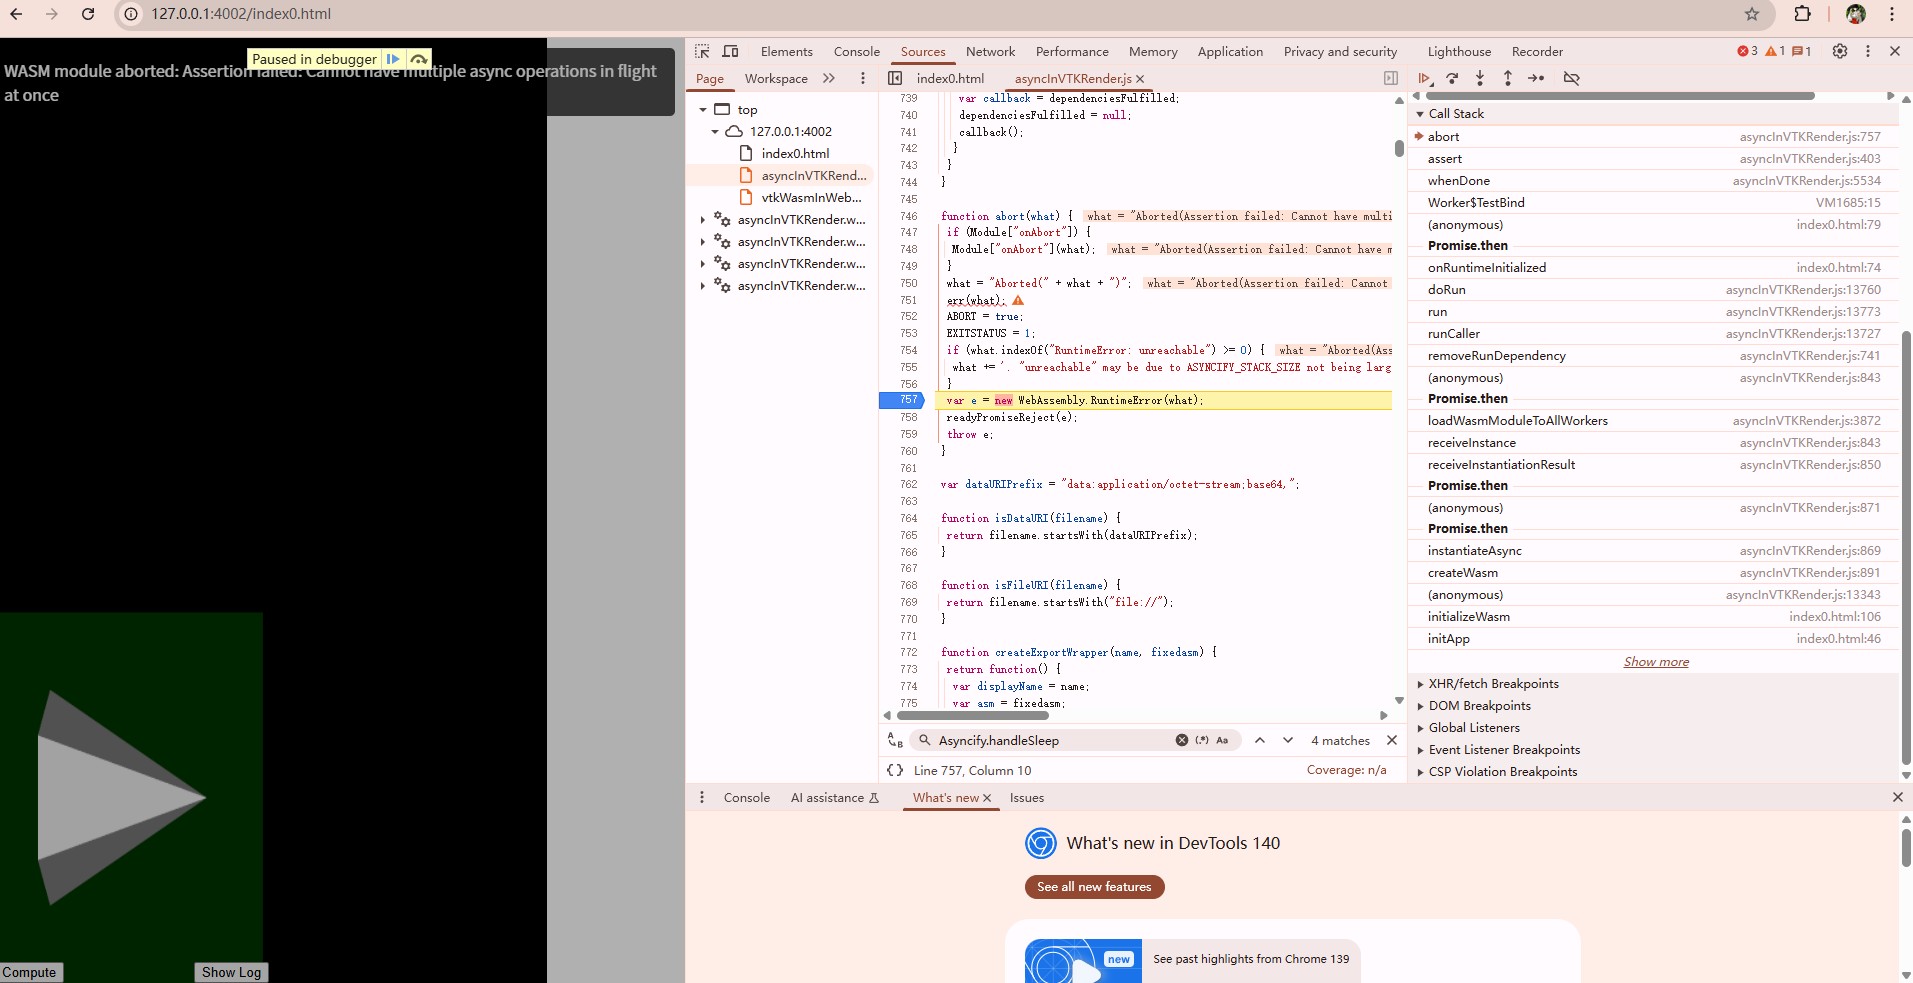 127.0.0.1:4002/index0.html
Paused in debugger
WASM module aborted: Assertion failed: Cannot have multiple async operations in flight
at once
Compute
Show Log
Elements Console Sources Network Performance Memory Application Privacy and security Lighthouse Recorder 3 1 1
Page Workspace
top
127.0.0.1:4002
index0.html
asyncInVTKRend...
vtkWasmInWeb...
asyncInVTKRender.w...
asyncInVTKRender.w...
asyncInVTKRender.w...
asyncInVTKRender.w...
index0.html asyncInVTKRender.js
739 var callback = dependenciesFulfilled;
740 dependenciesFulfilled = null;
741 callback();
742 }
743 }
744 }
745
746 function abort(what) { what = "Aborted(Assertion failed: Cannot have multi
747 if (Module["onAbort"]) {
748 Module["onAbort"](what); what = "Aborted(Assertion failed: Cannot have m
749 }
750 what = "Aborted(" + what + ")"; what = "Aborted(Assertion failed: Cannot
751 err(what);
752 ABORT = true;
753 EXITSTATUS = 1;
754 if (what.indexOf("RuntimeError: unreachable") >= 0) { what = "Aborted(Ass
755 what += '. "unreachable" may be due to ASYNCIFY_STACK_SIZE not being larg
756 }
757 var e = new WebAssembly.RuntimeError(what);
758 readyPromiseReject(e);
759 throw e;
760 }
761
762 var dataURIPrefix = "data:application/octet-stream;base64,";
763
764 function isDataURI(filename) {
765 return filename.startsWith(dataURIPrefix);
766 }
767
768 function isFileURI(filename) {
769 return filename.startsWith("file://");
770 }
771
772 function createExportWrapper(name, fixedasm) {
773 return function() {
774 var displayName = name;
775 var asm = fixedasm;
Asyncify.handleSleep (.*) Aa 4 matches
{} Line 757, Column 10 Coverage: n/a
Call Stack
abort asyncInVTKRender.js:757
assert asyncInVTKRender.js:403
whenDone asyncInVTKRender.js:5534
Worker$TestBind VM1685:15
(anonymous) index0.html:79
Promise.then
onRuntimeInitialized index0.html:74
doRun asyncInVTKRender.js:13760
run asyncInVTKRender.js:13773
runCaller asyncInVTKRender.js:13727
removeRunDependency asyncInVTKRender.js:741
(anonymous) asyncInVTKRender.js:843
Promise.then
loadWasmModuleToAllWorkers asyncInVTKRender.js:3872
receiveInstance asyncInVTKRender.js:843
receiveInstantiationResult asyncInVTKRender.js:850
Promise.then
(anonymous) asyncInVTKRender.js:871
Promise.then
instantiateAsync asyncInVTKRender.js:869
createWasm asyncInVTKRender.js:891
(anonymous) asyncInVTKRender.js:13343
initializeWasm index0.html:106
initApp index0.html:46
Show more
XHR/fetch Breakpoints
DOM Breakpoints
Global Listeners
Event Listener Breakpoints
CSP Violation Breakpoints
Console AI assistance What's new Issues
What's new in DevTools 140
See all new features
new
See past highlights from Chrome 139